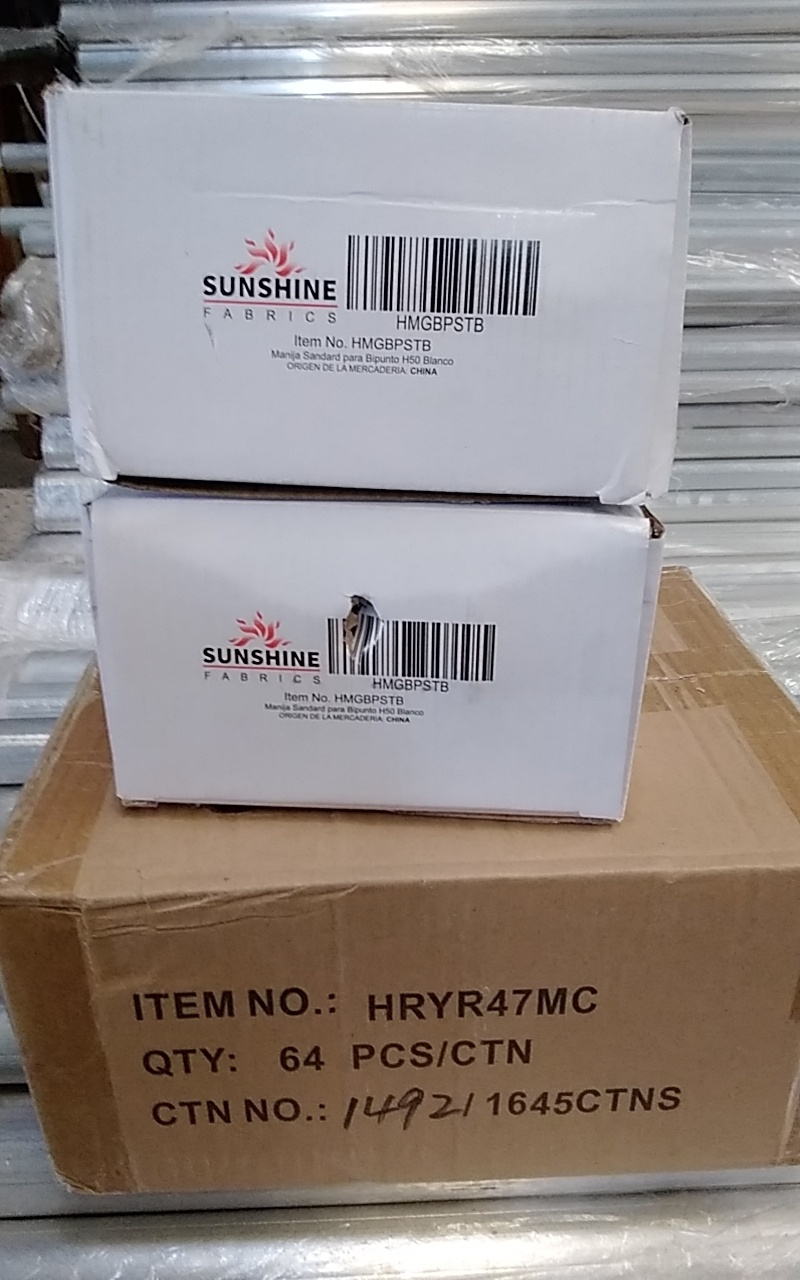 SUNSHINE
FABRICS
HMGBPSTB
Item No. HMGBPSTB
Manija Sandard para Bipunto H50 Blanco
ORIGEN DE LA MERCADERIA: CHINA
SUNSHINE
FABRICS
HMGBPSTB
Item No. HMGBPSTB
Manija Sandard para Bipunto H50 Blanco
ORIGEN DE LA MERCADERIA: CHINA
ITEM NO.: HRYR47MC
QTY: 64 PCS/CTN
CTN NO.: 1492/1645CTNS